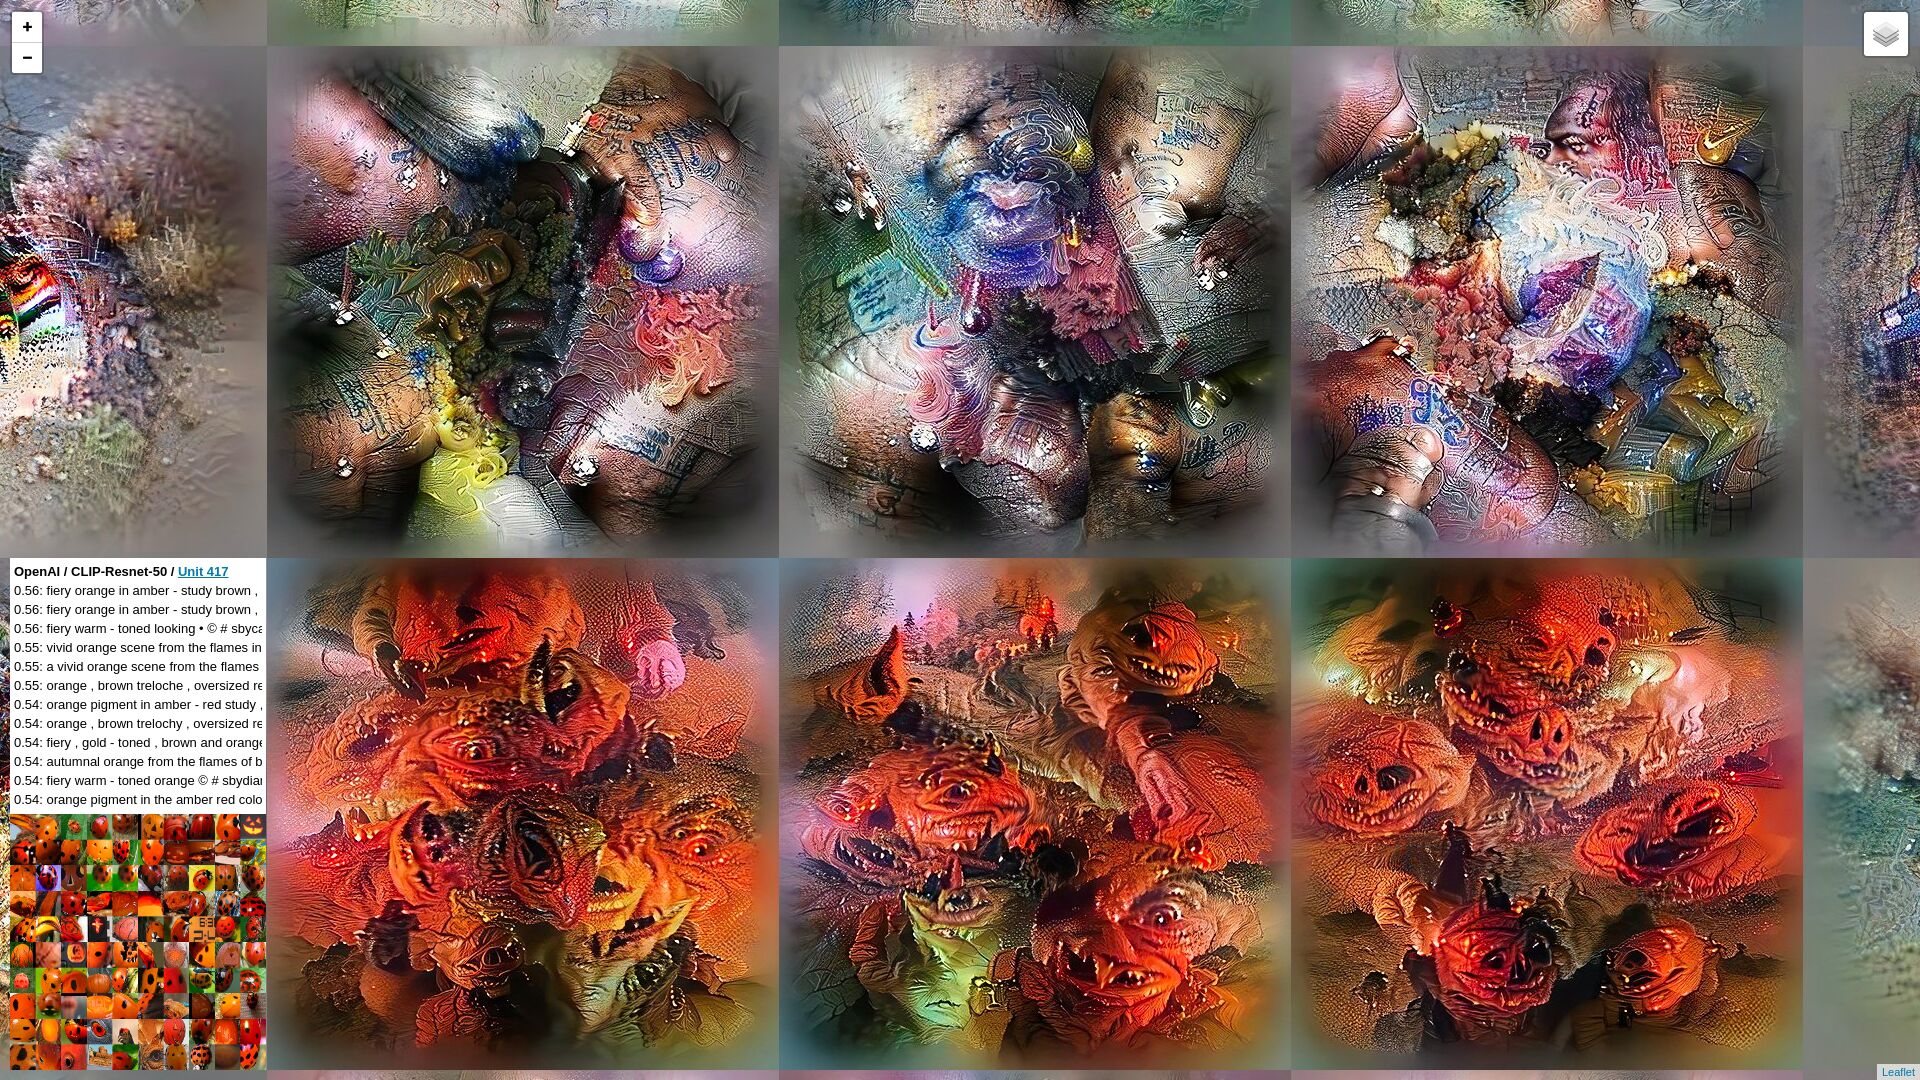 +
−
OpenAI / CLIP-Resnet-50 / Unit 417
0.56: fiery orange in amber - study brown ,
0.56: fiery orange in amber - study brown ,
0.56: fiery warm - toned looking • © # sbyca
0.55: vivid orange scene from the flames in
0.55: a vivid orange scene from the flames
0.55: orange , brown treloche , oversized re
0.54: orange pigment in amber - red study ,
0.54: orange , brown trelochy , oversized re
0.54: fiery , gold - toned , brown and orange
0.54: autumnal orange from the flames of b
0.54: fiery warm - toned orange © # sbydian
0.54: orange pigment in the amber red colo
Leaflet